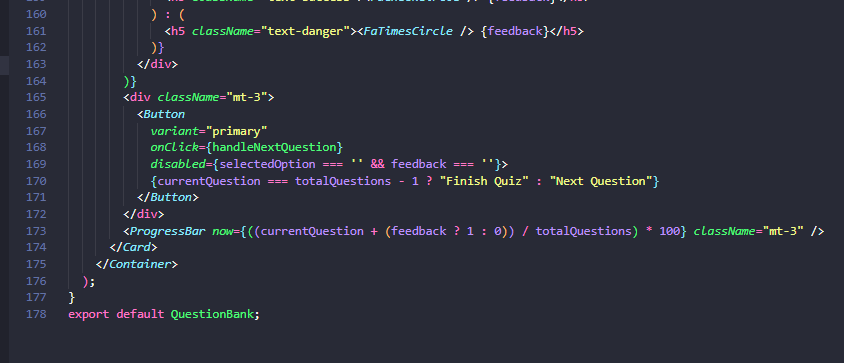 160 ) : (
161 <h5 className="text-danger"><FaTimesCircle /> {feedback}</h5>
162 )}
163 </div>
164 )}
165 <div className="mt-3">
166 <Button
167 variant="primary"
168 onClick={handleNextQuestion}
169 disabled={selectedOption === '' && feedback === ''}>
170 {currentQuestion === totalQuestions - 1 ? "Finish Quiz" : "Next Question"}
171 </Button>
172 </div>
173 <ProgressBar now={((currentQuestion + (feedback ? 1 : 0)) / totalQuestions) * 100} className="mt-3" />
174 </Card>
175 </Container>
176 );
177 }
178 export default QuestionBank;